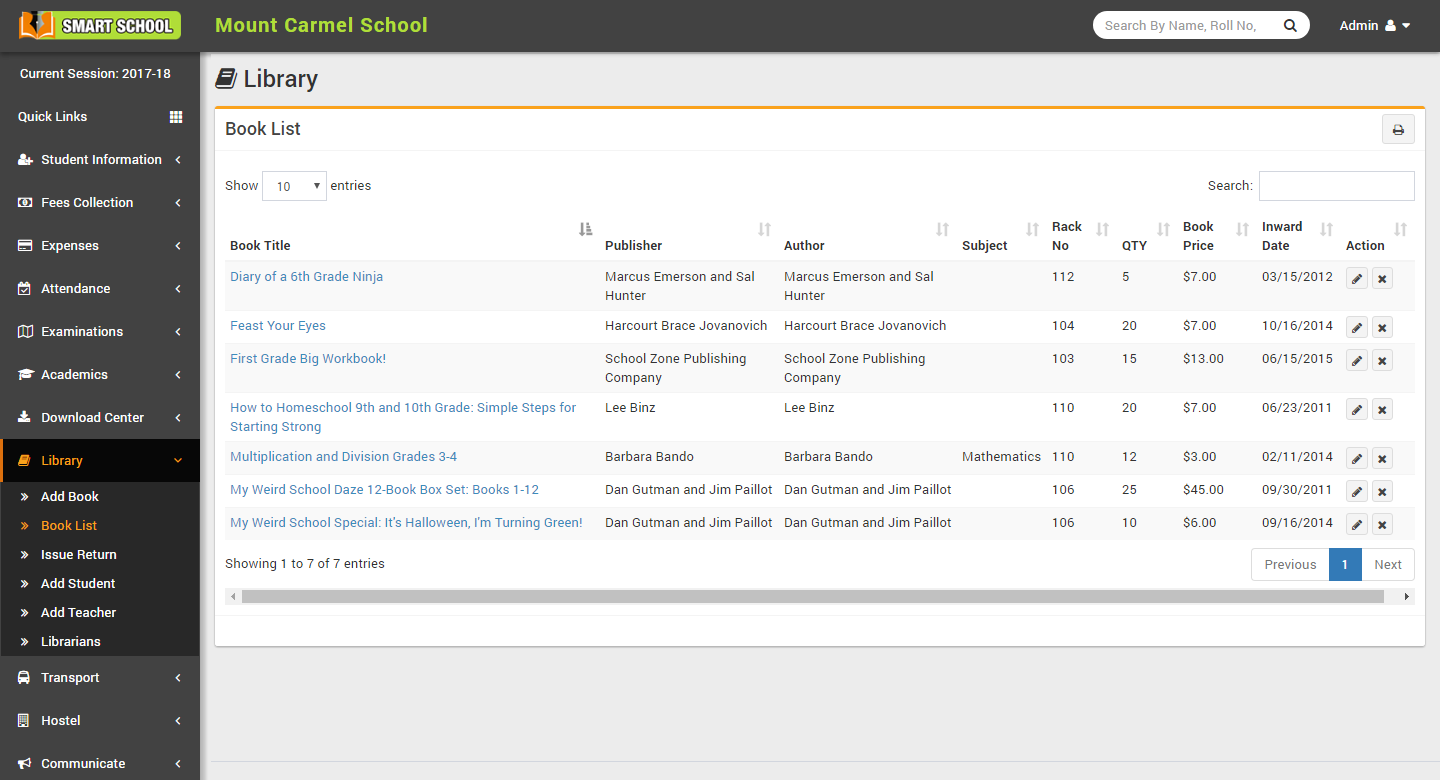 SMART SCHOOL
Mount Carmel School
Search By Name, Roll No,
Admin
Current Session: 2017-18
Quick Links
Student Information
Fees Collection
Expenses
Attendance
Examinations
Academics
Download Center
Library
Add Book
Book List
Issue Return
Add Student
Add Teacher
Librarians
Transport
Hostel
Communicate
Library
Book List
Show 10 entries
Search:
Book Title Publisher Author Subject Rack No QTY Book Price Inward Date Action
Diary of a 6th Grade Ninja Marcus Emerson and Sal Hunter Marcus Emerson and Sal Hunter 112 5 $7.00 03/15/2012
Feast Your Eyes Harcourt Brace Jovanovich Harcourt Brace Jovanovich 104 20 $7.00 10/16/2014
First Grade Big Workbook! School Zone Publishing Company School Zone Publishing Company 103 15 $13.00 06/15/2015
How to Homeschool 9th and 10th Grade: Simple Steps for Starting Strong Lee Binz Lee Binz 110 20 $7.00 06/23/2011
Multiplication and Division Grades 3-4 Barbara Bando Barbara Bando Mathematics 110 12 $3.00 02/11/2014
My Weird School Daze 12-Book Box Set: Books 1-12 Dan Gutman and Jim Paillot Dan Gutman and Jim Paillot 106 25 $45.00 09/30/2011
My Weird School Special: It's Halloween, I'm Turning Green! Dan Gutman and Jim Paillot Dan Gutman and Jim Paillot 106 10 $6.00 09/16/2014
Showing 1 to 7 of 7 entries
Previous 1 Next